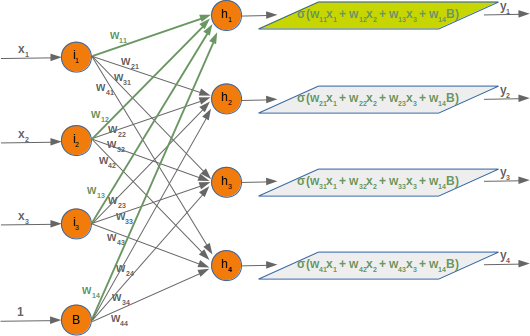 y₁
h₁
σ(w₁₁x₁ + w₁₂x₂ + w₁₃x₃ + w₁₄B)
w₁₁
x₁
i₁
w₂₁
w₃₁
w₄₁
y₂
h₂
σ(w₂₁x₁ + w₂₂x₂ + w₂₃x₃ + w₁₄B)
w₁₂
x₂
i₂
w₂₂
w₃₂
w₄₂
y₃
h₃
σ(w₃₁x₁ + w₃₂x₂ + w₃₃x₃ + w₁₄B)
w₁₃
x₃
i₃
w₂₃
w₃₃
w₄₃
y₄
h₄
σ(w₄₁x₁ + w₄₂x₂ + w₄₃x₃ + w₁₄B)
w₂₄
w₁₄
w₃₄
1
B
w₄₄